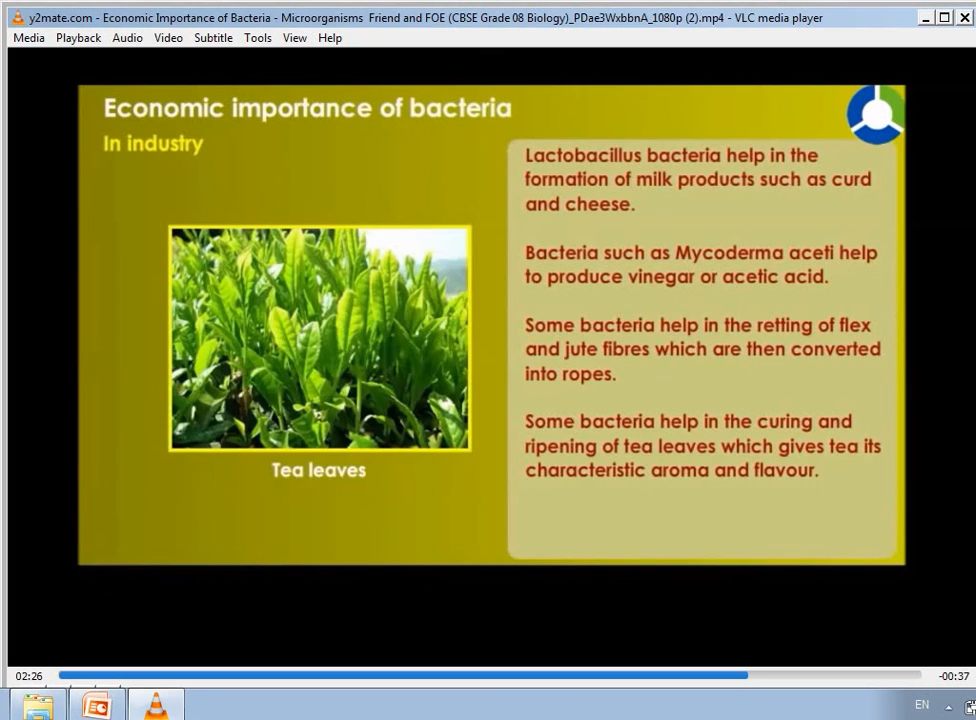 y2mate.com - Economic Importance of Bacteria - Microorganisms  Friend and FOE (CBSE Grade 08 Biology)_PDae3WxbbnA_1080p (2).mp4 - VLC media player
Media Playback Audio Video Subtitle Tools View Help
Economic importance of bacteria
In industry
Lactobacillus bacteria help in the
formation of milk products such as curd
and cheese.
Bacteria such as Mycoderma aceti help
to produce vinegar or acetic acid.
Some bacteria help in the retting of flex
and jute fibres which are then converted
into ropes.
Some bacteria help in the curing and
ripening of tea leaves which gives tea its
characteristic aroma and flavour.
Tea leaves
02:26
-00:37
EN